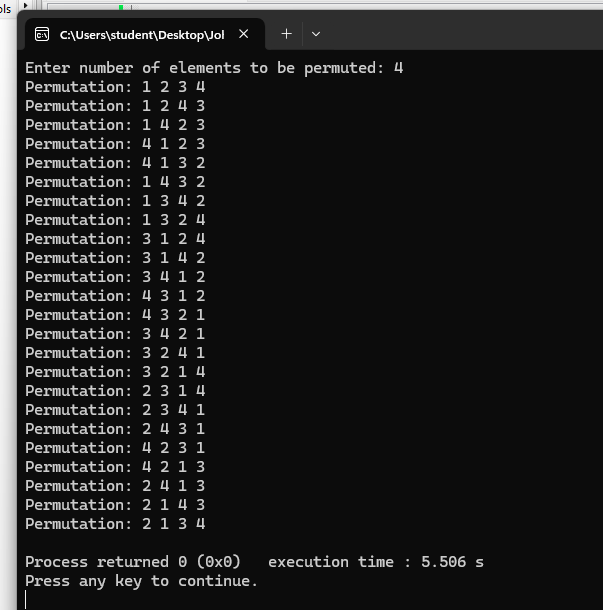 ols
C:\Users\student\Desktop\Jol
Enter number of elements to be permuted: 4
Permutation: 1 2 3 4
Permutation: 1 2 4 3
Permutation: 1 4 2 3
Permutation: 4 1 2 3
Permutation: 4 1 3 2
Permutation: 1 4 3 2
Permutation: 1 3 4 2
Permutation: 1 3 2 4
Permutation: 3 1 2 4
Permutation: 3 1 4 2
Permutation: 3 4 1 2
Permutation: 4 3 1 2
Permutation: 4 3 2 1
Permutation: 3 4 2 1
Permutation: 3 2 4 1
Permutation: 3 2 1 4
Permutation: 2 3 1 4
Permutation: 2 3 4 1
Permutation: 2 4 3 1
Permutation: 4 2 3 1
Permutation: 4 2 1 3
Permutation: 2 4 1 3
Permutation: 2 1 4 3
Permutation: 2 1 3 4
Process returned 0 (0x0)   execution time : 5.506 s
Press any key to continue.